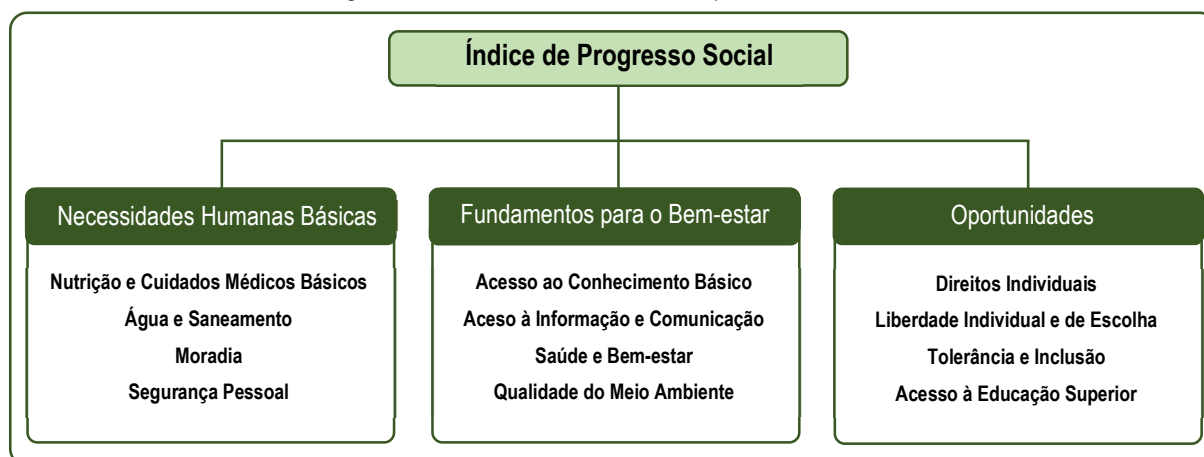 Índice de Progresso Social
Necessidades Humanas Básicas
Nutrição e Cuidados Médicos Básicos
Água e Saneamento
Moradia
Segurança Pessoal
Fundamentos para o Bem-estar
Acesso ao Conhecimento Básico
Aceso à Informação e Comunicação
Saúde e Bem-estar
Qualidade do Meio Ambiente
Oportunidades
Direitos Individuais
Liberdade Individual e de Escolha
Tolerância e Inclusão
Acesso à Educação Superior